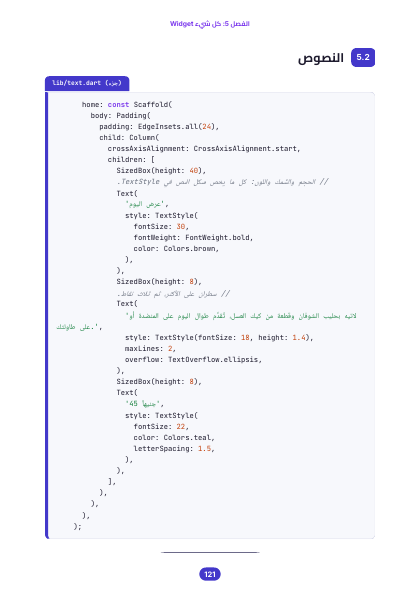 الفصل 5: كل شيء Widget
5.2 النصوص
lib/text.dart (جزء)
home: const Scaffold(
body: Padding(
padding: EdgeInsets.all(24),
child: Column(
crossAxisAlignment: CrossAxisAlignment.start,
children: [
SizedBox(height: 40),
// الحجم والسُمك واللون: كل ما يخص شكل النص في TextStyle.
Text(
'عرض اليوم',
style: TextStyle(
fontSize: 30,
fontWeight: FontWeight.bold,
color: Colors.brown,
),
),
SizedBox(height: 8),
// سطران على الأكثر، ثم ثلاث نقاط.
Text(
'لاتيه بحليب الشوفان وقطعة من كيك العسل، تُقدَّم طوال اليوم على المنضدة أو
على طاولتك.',
style: TextStyle(fontSize: 18, height: 1.4),
maxLines: 2,
overflow: TextOverflow.ellipsis,
),
SizedBox(height: 8),
Text(
'45 جنيهاً',
style: TextStyle(
fontSize: 22,
color: Colors.teal,
letterSpacing: 1.5,
),
),
],
),
),
),
);
121